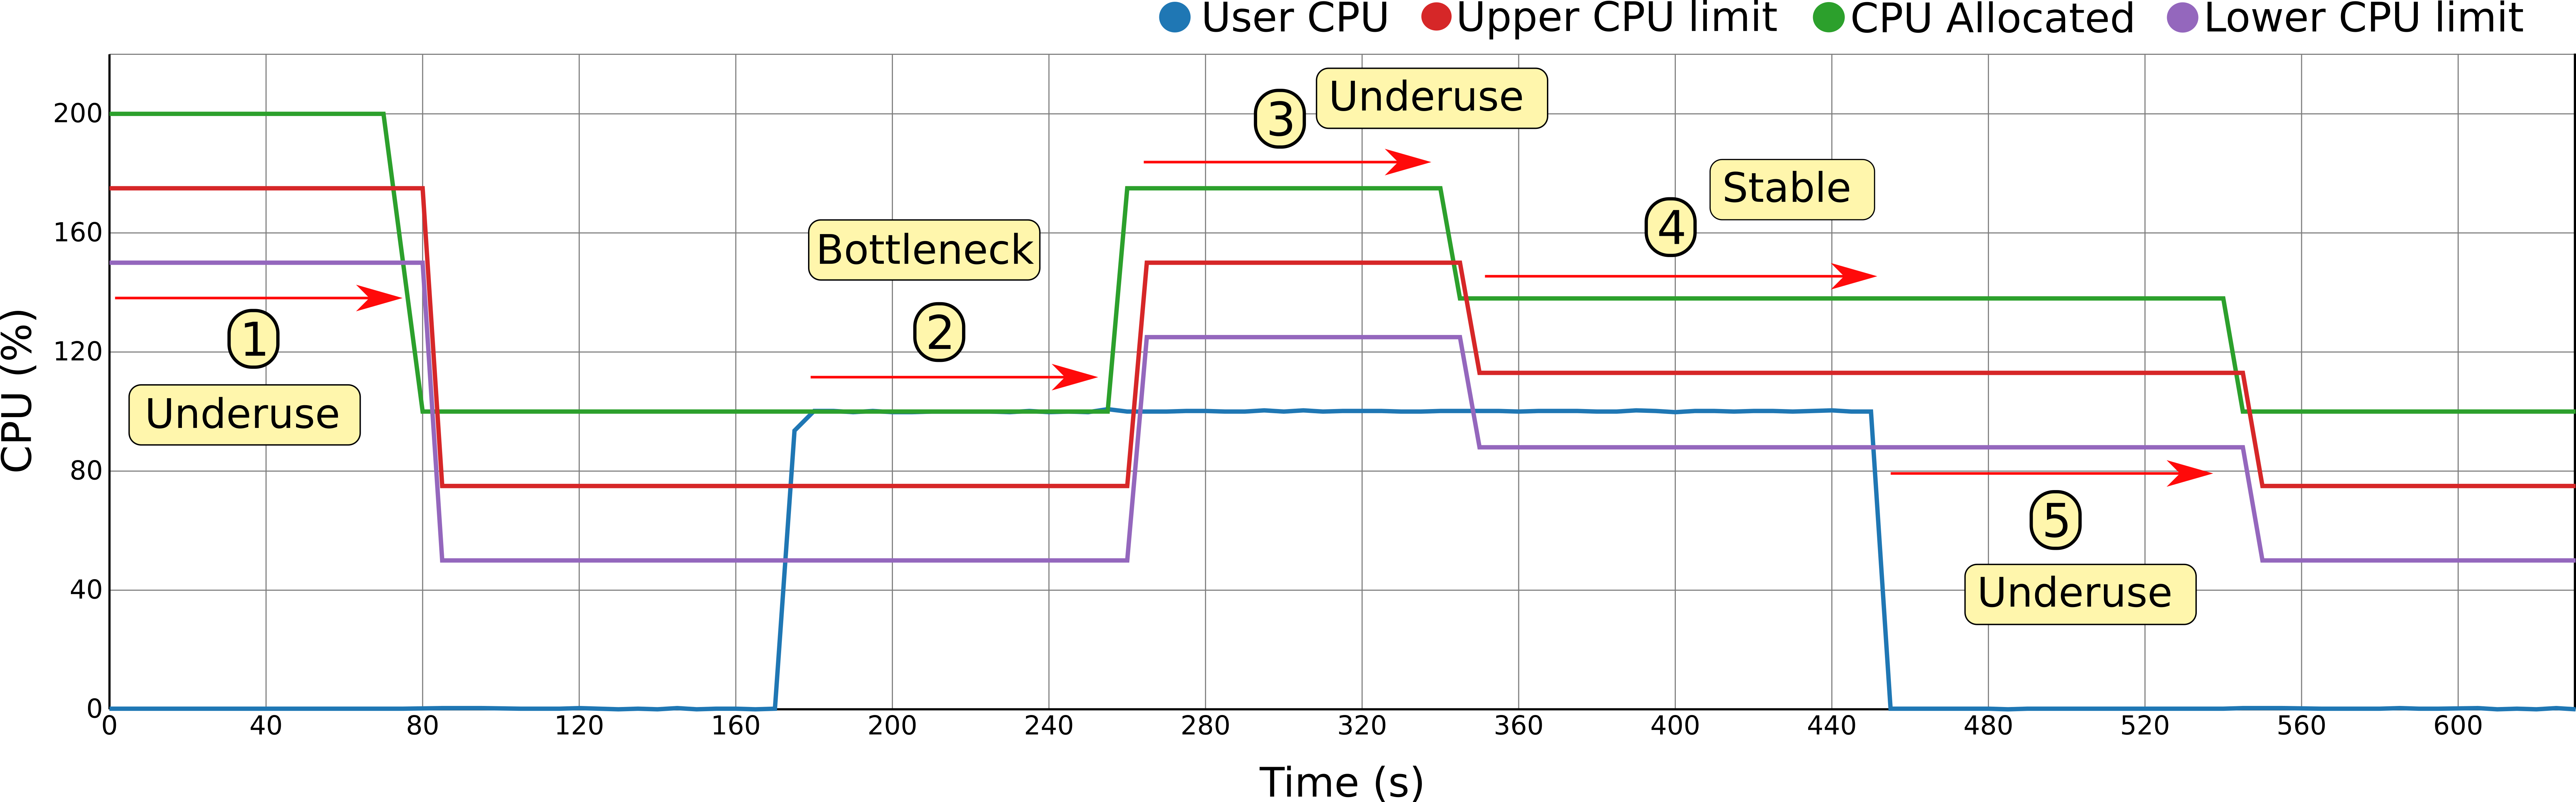 User CPU Upper CPU limit CPU Allocated Lower CPU limit
CPU (%)
200
160
120
80
40
0
1
Underuse
Bottleneck
2
3
Underuse
4
Stable
5
Underuse
0 40 80 120 160 200 240 280 320 360 400 440 480 520 560 600
Time (s)